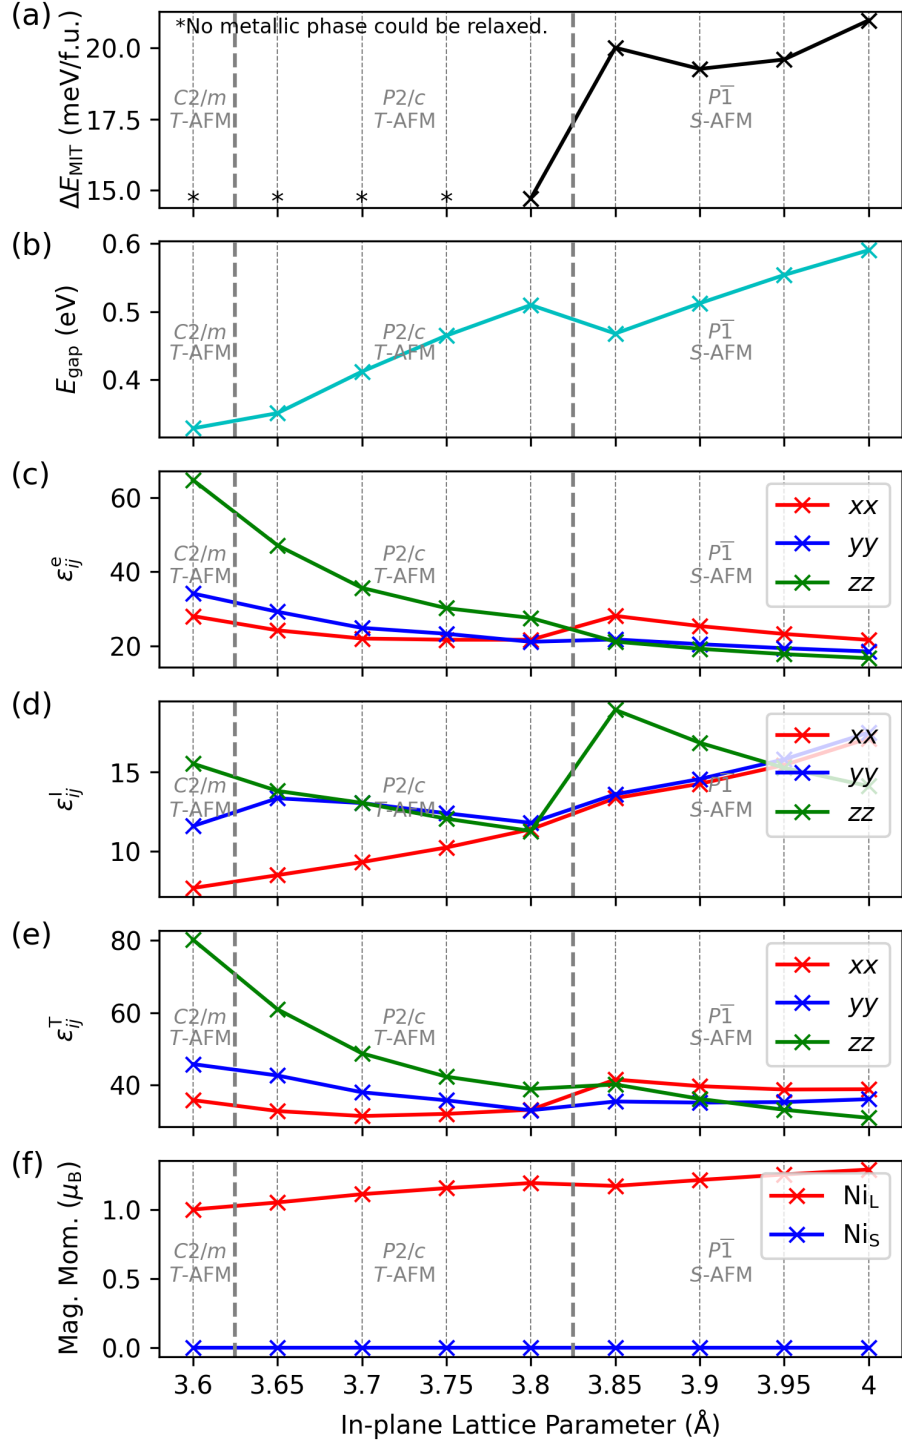 (a)
*No metallic phase could be relaxed.
ΔE_MIT (meV/f.u.)
20.0
17.5
15.0
C2/m
T-AFM
P2/c
T-AFM
P1̅
S-AFM
* * * *
(b)
E_gap (eV)
0.6
0.5
0.4
C2/m
T-AFM
P2/c
T-AFM
P1̅
S-AFM
(c)
ε^e_ij
60
40
20
C2/m
T-AFM
P2/c
T-AFM
P1̅
S-AFM
xx
yy
zz
(d)
ε^I_ij
15
10
C2/m
T-AFM
P2/c
T-AFM
P1̅
S-AFM
xx
yy
zz
(e)
ε^T_ij
80
60
40
C2/m
T-AFM
P2/c
T-AFM
P1̅
S-AFM
xx
yy
zz
(f)
Mag. Mom. (μ_B)
1.0
0.5
0.0
C2/m
T-AFM
P2/c
T-AFM
P1̅
S-AFM
Ni_L
Ni_S
3.6 3.65 3.7 3.75 3.8 3.85 3.9 3.95 4
In-plane Lattice Parameter (Å)